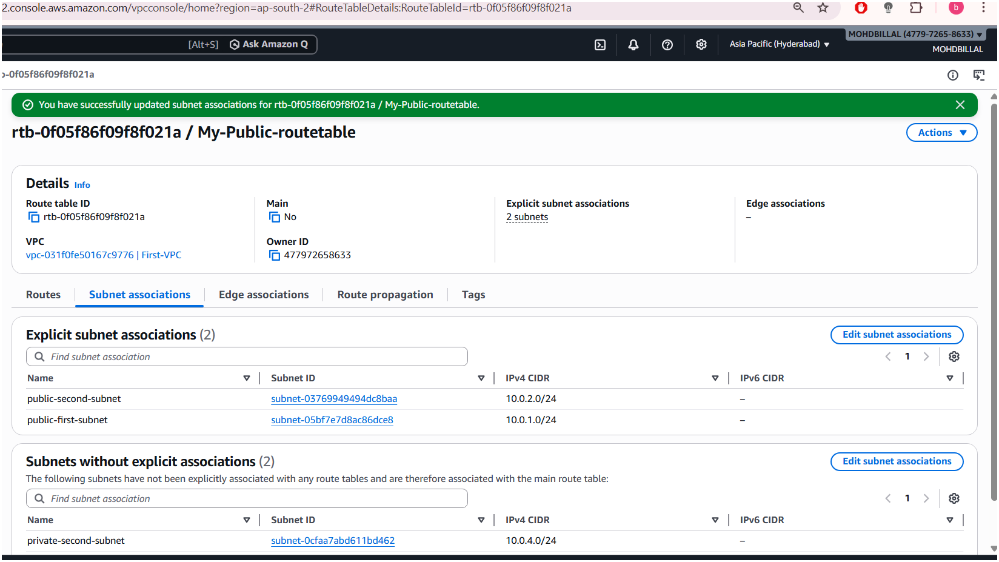 2.console.aws.amazon.com/vpcconsole/home?region=ap-south-2#RouteTableDetails:RouteTableId=rtb-0f05f86f09f8f021a
b
[Alt+S] Ask Amazon Q
Asia Pacific (Hyderabad)
MOHDBILLAL (4779-7265-8633)
MOHDBILLAL
b-0f05f86f09f8f021a
You have successfully updated subnet associations for rtb-0f05f86f09f8f021a / My-Public-routetable.
rtb-0f05f86f09f8f021a / My-Public-routetable
Actions
Details Info
Route table ID
rtb-0f05f86f09f8f021a
Main
No
Explicit subnet associations
2 subnets
Edge associations
–
VPC
vpc-031f0fe50167c9776 | First-VPC
Owner ID
477972658633
Routes Subnet associations Edge associations Route propagation Tags
Explicit subnet associations (2)
Edit subnet associations
Find subnet association
1
Name Subnet ID IPv4 CIDR IPv6 CIDR
public-second-subnet subnet-03769949494dc8baa 10.0.2.0/24 –
public-first-subnet subnet-05bf7e7d8ac86dce8 10.0.1.0/24 –
Subnets without explicit associations (2)
Edit subnet associations
The following subnets have not been explicitly associated with any route tables and are therefore associated with the main route table:
Find subnet association
1
Name Subnet ID IPv4 CIDR IPv6 CIDR
private-second-subnet subnet-0cfaa7abd611bd462 10.0.4.0/24 –